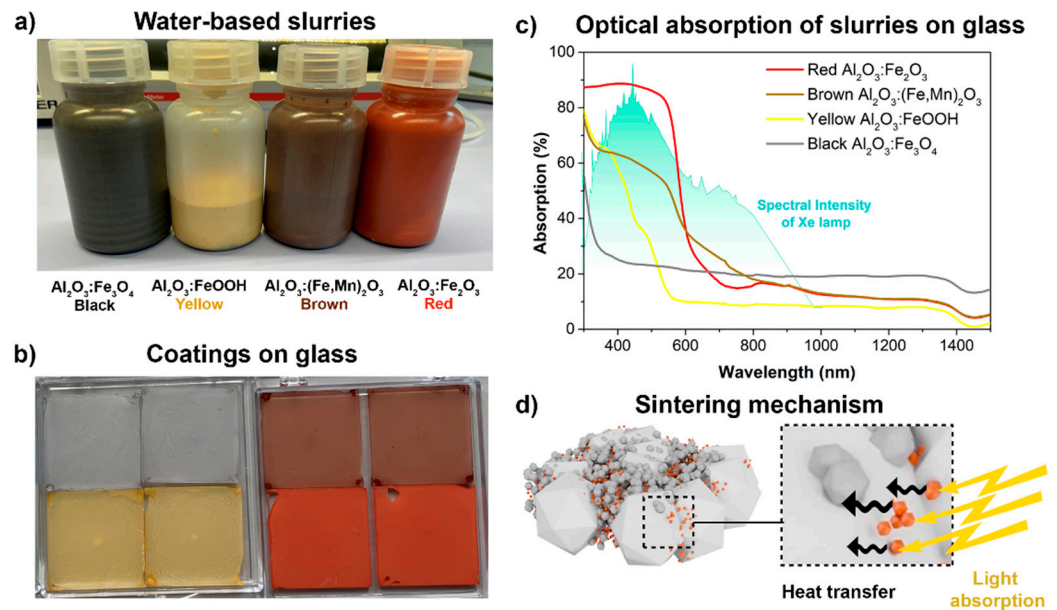 a) Water-based slurries
Al₂O₃:Fe₃O₄
Black
Al₂O₃:FeOOH
Yellow
Al₂O₃:(Fe,Mn)₂O₃
Brown
Al₂O₃:Fe₂O₃
Red
b) Coatings on glass
c) Optical absorption of slurries on glass
Absorption (%)
100
80
60
40
20
0
Red Al₂O₃:Fe₂O₃
Brown Al₂O₃:(Fe,Mn)₂O₃
Yellow Al₂O₃:FeOOH
Black Al₂O₃:Fe₃O₄
Spectral Intensity
of Xe lamp
400 600 800 1000 1200 1400
Wavelength (nm)
d) Sintering mechanism
Heat transfer
Light
absorption